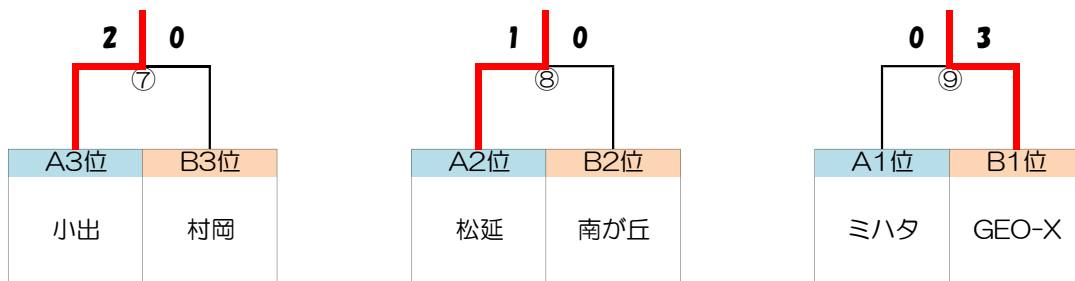 2 0
⑦
A3位 B3位
小出 村岡
1 0
⑧
A2位 B2位
松延 南が丘
0 3
⑨
A1位 B1位
ミハタ GEO-X